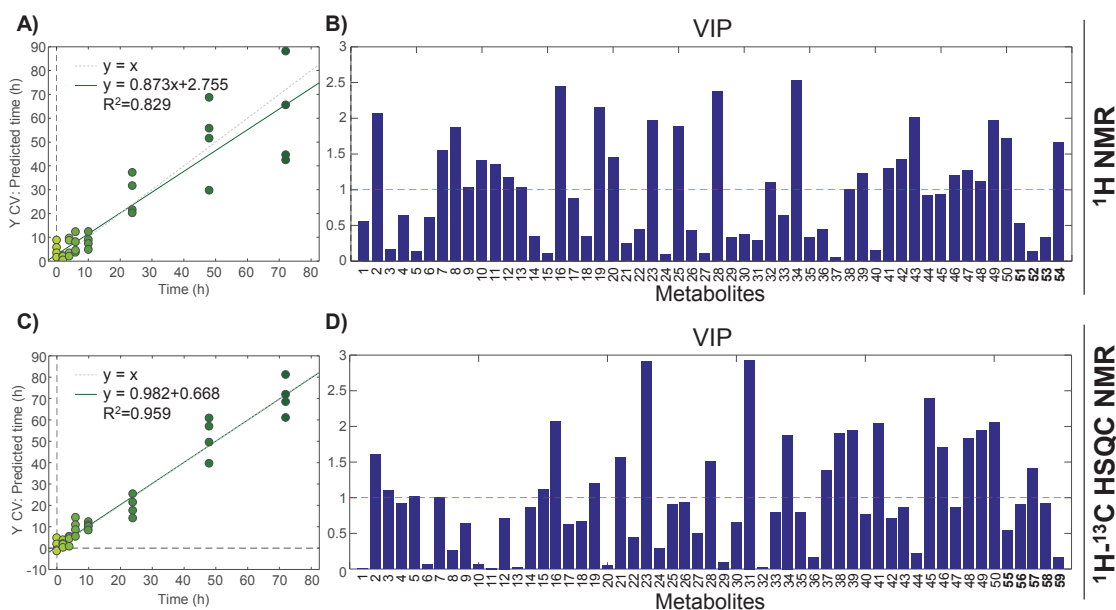 A)
90
80
70
60
50
40
30
20
10
0
Y CV: Predicted time (h)
y = x
y = 0.873x+2.755
R²=0.829
0 20 40 60 80
Time (h)
B)
VIP
3
2.5
2
1.5
1
0.5
0
1 2 3 4 5 6 7 8 9 10 11 12 13 14 15 16 17 18 19 20 21 22 23 24 25 26 27 28 29 30 31 32 33 34 35 36 37 38 39 40 41 42 43 44 45 46 47 48 49 50 51 52 53 54
Metabolites
¹H NMR
C)
90
80
70
60
50
40
30
20
10
0
-10
Y CV: Predicted time (h)
y = x
y = 0.982+0.668
R²=0.959
0 20 40 60 80
Time (h)
D)
VIP
3
2.5
2
1.5
1
0.5
0
1 2 3 4 5 6 7 8 9 10 11 12 13 14 15 16 17 18 19 20 21 22 23 24 25 26 27 28 29 30 31 32 33 34 35 36 37 38 39 40 41 42 43 44 45 46 47 48 49 50 55 56 57 58 59
Metabolites
¹H-¹³C HSQC NMR